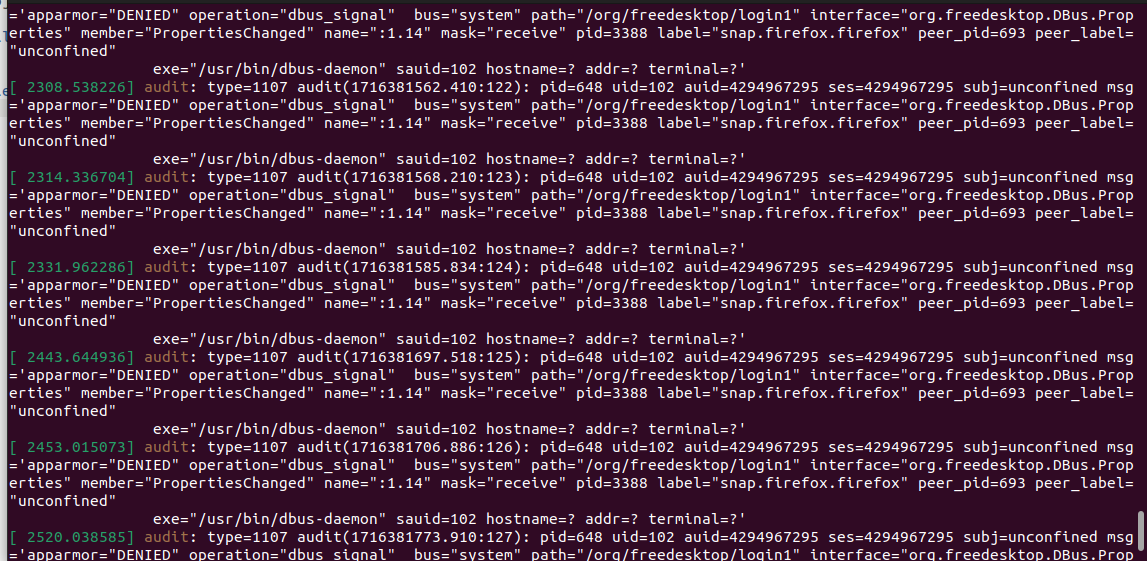 ='apparmor="DENIED" operation="dbus_signal"  bus="system" path="/org/freedesktop/login1" interface="org.freedesktop.DBus.Prop
erties" member="PropertiesChanged" name=":1.14" mask="receive" pid=3388 label="snap.firefox.firefox" peer_pid=693 peer_label=
"unconfined"
exe="/usr/bin/dbus-daemon" sauid=102 hostname=? addr=? terminal=?'
[ 2308.538226] audit: type=1107 audit(1716381562.410:122): pid=648 uid=102 auid=4294967295 ses=4294967295 subj=unconfined msg
='apparmor="DENIED" operation="dbus_signal"  bus="system" path="/org/freedesktop/login1" interface="org.freedesktop.DBus.Prop
erties" member="PropertiesChanged" name=":1.14" mask="receive" pid=3388 label="snap.firefox.firefox" peer_pid=693 peer_label=
"unconfined"
exe="/usr/bin/dbus-daemon" sauid=102 hostname=? addr=? terminal=?'
[ 2314.336704] audit: type=1107 audit(1716381568.210:123): pid=648 uid=102 auid=4294967295 ses=4294967295 subj=unconfined msg
='apparmor="DENIED" operation="dbus_signal"  bus="system" path="/org/freedesktop/login1" interface="org.freedesktop.DBus.Prop
erties" member="PropertiesChanged" name=":1.14" mask="receive" pid=3388 label="snap.firefox.firefox" peer_pid=693 peer_label=
"unconfined"
exe="/usr/bin/dbus-daemon" sauid=102 hostname=? addr=? terminal=?'
[ 2331.962286] audit: type=1107 audit(1716381585.834:124): pid=648 uid=102 auid=4294967295 ses=4294967295 subj=unconfined msg
='apparmor="DENIED" operation="dbus_signal"  bus="system" path="/org/freedesktop/login1" interface="org.freedesktop.DBus.Prop
erties" member="PropertiesChanged" name=":1.14" mask="receive" pid=3388 label="snap.firefox.firefox" peer_pid=693 peer_label=
"unconfined"
exe="/usr/bin/dbus-daemon" sauid=102 hostname=? addr=? terminal=?'
[ 2443.644936] audit: type=1107 audit(1716381697.518:125): pid=648 uid=102 auid=4294967295 ses=4294967295 subj=unconfined msg
='apparmor="DENIED" operation="dbus_signal"  bus="system" path="/org/freedesktop/login1" interface="org.freedesktop.DBus.Prop
erties" member="PropertiesChanged" name=":1.14" mask="receive" pid=3388 label="snap.firefox.firefox" peer_pid=693 peer_label=
"unconfined"
exe="/usr/bin/dbus-daemon" sauid=102 hostname=? addr=? terminal=?'
[ 2453.015073] audit: type=1107 audit(1716381706.886:126): pid=648 uid=102 auid=4294967295 ses=4294967295 subj=unconfined msg
='apparmor="DENIED" operation="dbus_signal"  bus="system" path="/org/freedesktop/login1" interface="org.freedesktop.DBus.Prop
erties" member="PropertiesChanged" name=":1.14" mask="receive" pid=3388 label="snap.firefox.firefox" peer_pid=693 peer_label=
"unconfined"
exe="/usr/bin/dbus-daemon" sauid=102 hostname=? addr=? terminal=?'
[ 2520.038585] audit: type=1107 audit(1716381773.910:127): pid=648 uid=102 auid=4294967295 ses=4294967295 subj=unconfined msg
='apparmor="DENIED" operation="dbus_signal"  bus="system" path="/org/freedesktop/login1" interface="org.freedesktop.DBus.Prop